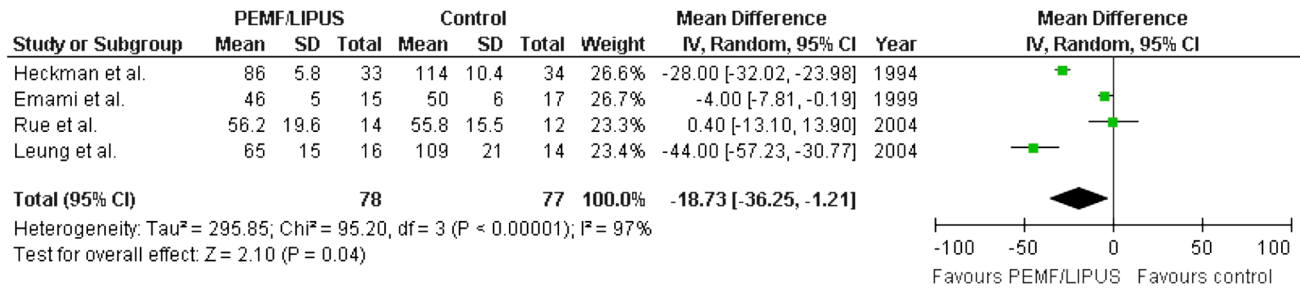 PEMF/LIPUS Control Mean Difference Mean Difference
Study or Subgroup Mean SD Total Mean SD Total Weight IV, Random, 95% CI Year IV, Random, 95% CI
Heckman et al. 86 5.8 33 114 10.4 34 26.6% -28.00 [-32.02, -23.98] 1994
Emami et al. 46 5 15 50 6 17 26.7% -4.00 [-7.81, -0.19] 1999
Rue et al. 56.2 19.6 14 55.8 15.5 12 23.3% 0.40 [-13.10, 13.90] 2004
Leung et al. 65 15 16 109 21 14 23.4% -44.00 [-57.23, -30.77] 2004
Total (95% CI) 78 77 100.0% -18.73 [-36.25, -1.21]
Heterogeneity: Tau² = 295.85; Chi² = 95.20, df = 3 (P < 0.00001); I² = 97%
Test for overall effect: Z = 2.10 (P = 0.04)
-100 -50 0 50 100
Favours PEMF/LIPUS Favours control